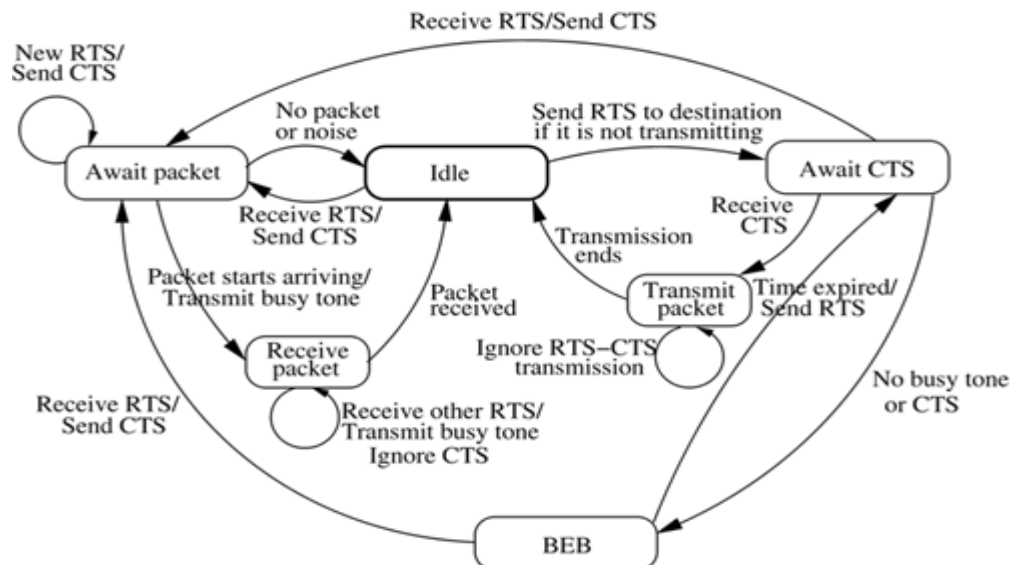 Receive RTS/Send CTS
New RTS/
Send CTS
No packet
or noise
Send RTS to destination
if it is not transmitting
Await packet
Idle
Await CTS
Receive RTS/
Send CTS
Receive
CTS
Transmission
ends
Packet starts arriving/
Transmit busy tone
Packet
received
Transmit
packet
Time expired/
Send RTS
Receive
packet
Ignore RTS−CTS
transmission
Receive RTS/
Send CTS
Receive other RTS/
Transmit busy tone
Ignore CTS
No busy tone
or CTS
BEB